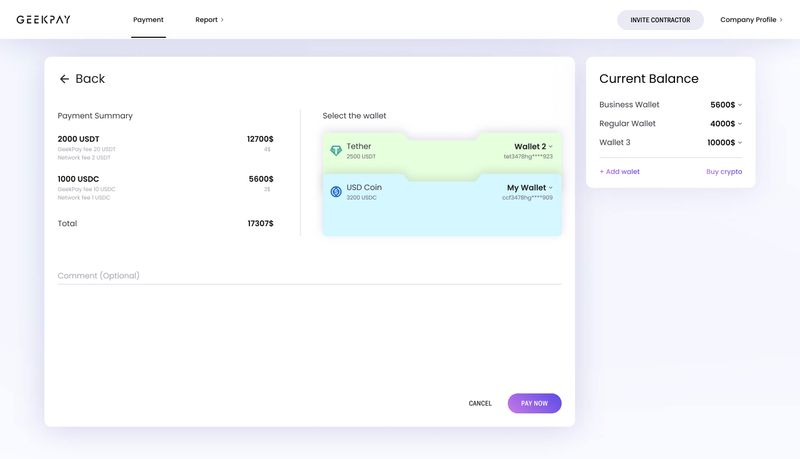 GEEKPAY
Payment
Report
INVITE CONTRACTOR
Company Profile
Back
Payment Summary
2000 USDT 12700$
GeekPay fee 20 USDT 4$
Network fee 2 USDT
1000 USDC 5600$
GeekPay fee 10 USDC 2$
Network fee 1 USDC
Total 17307$
Select the wallet
Tether Wallet 2
2500 USDT tet3478hg****923
USD Coin My Wallet
3200 USDC ccf3478hg****909
Comment (Optional)
CANCEL
PAY NOW
Current Balance
Business Wallet 5600$
Regular Wallet 4000$
Wallet 3 10000$
+ Add walet Buy crypto